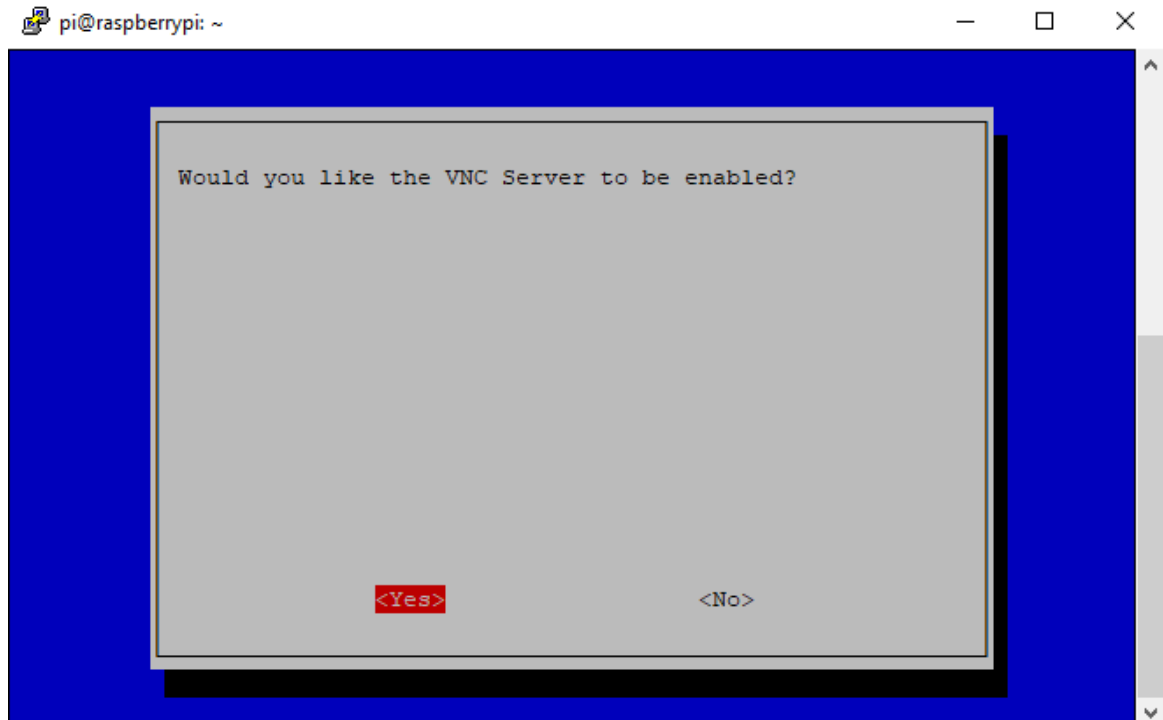 pi@raspberrypi: ~
Would you like the VNC Server to be enabled?
<Yes> <No>